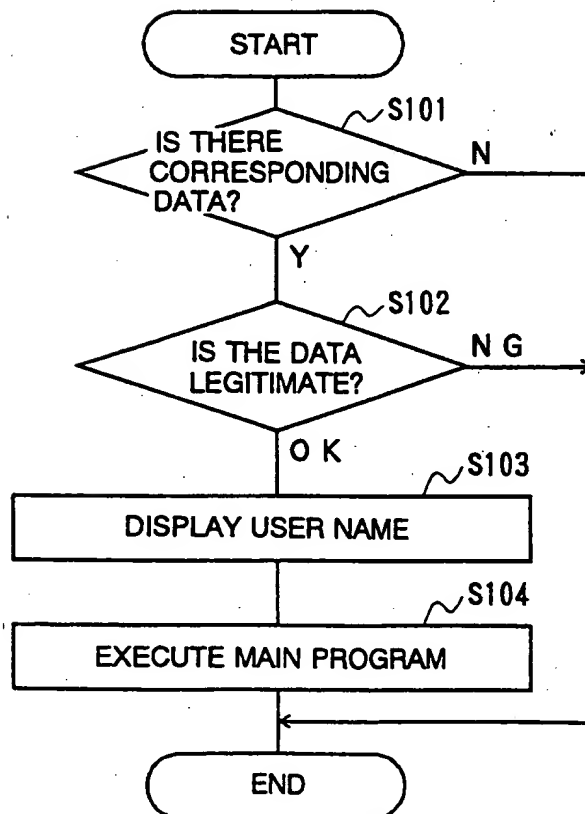 START
S101
IS THERE
CORRESPONDING
DATA?
N
Y
S102
IS THE DATA
LEGITIMATE?
N G
O K
S103
DISPLAY USER NAME
S104
EXECUTE MAIN PROGRAM
END